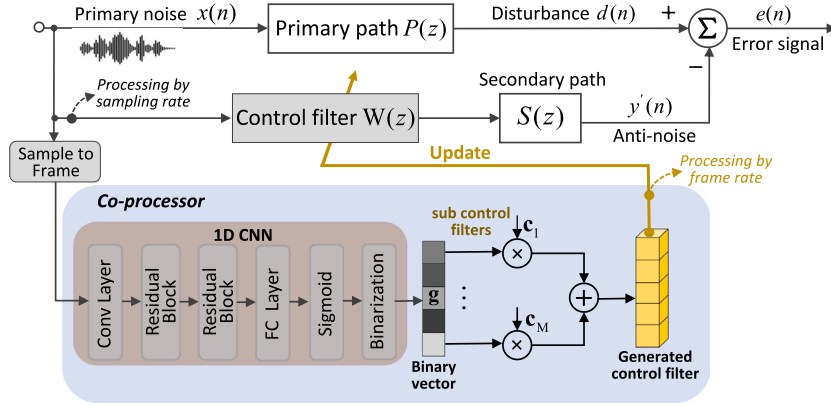 Primary noise x(n)
Primary path P(z)
Disturbance d(n)
+
Σ
e(n)
Error signal
−
Processing by
sampling rate
Control filter W(z)
Secondary path
S(z)
y'(n)
Anti-noise
Sample to
Frame
Update
Processing by
frame rate
Co-processor
1D CNN
Conv Layer
Residual
Block
Residual
Block
FC Layer
Sigmoid
Binarization
sub control
filters
g
⋮
c1
×
cM
×
+
Binary
vector
Generated
control filter